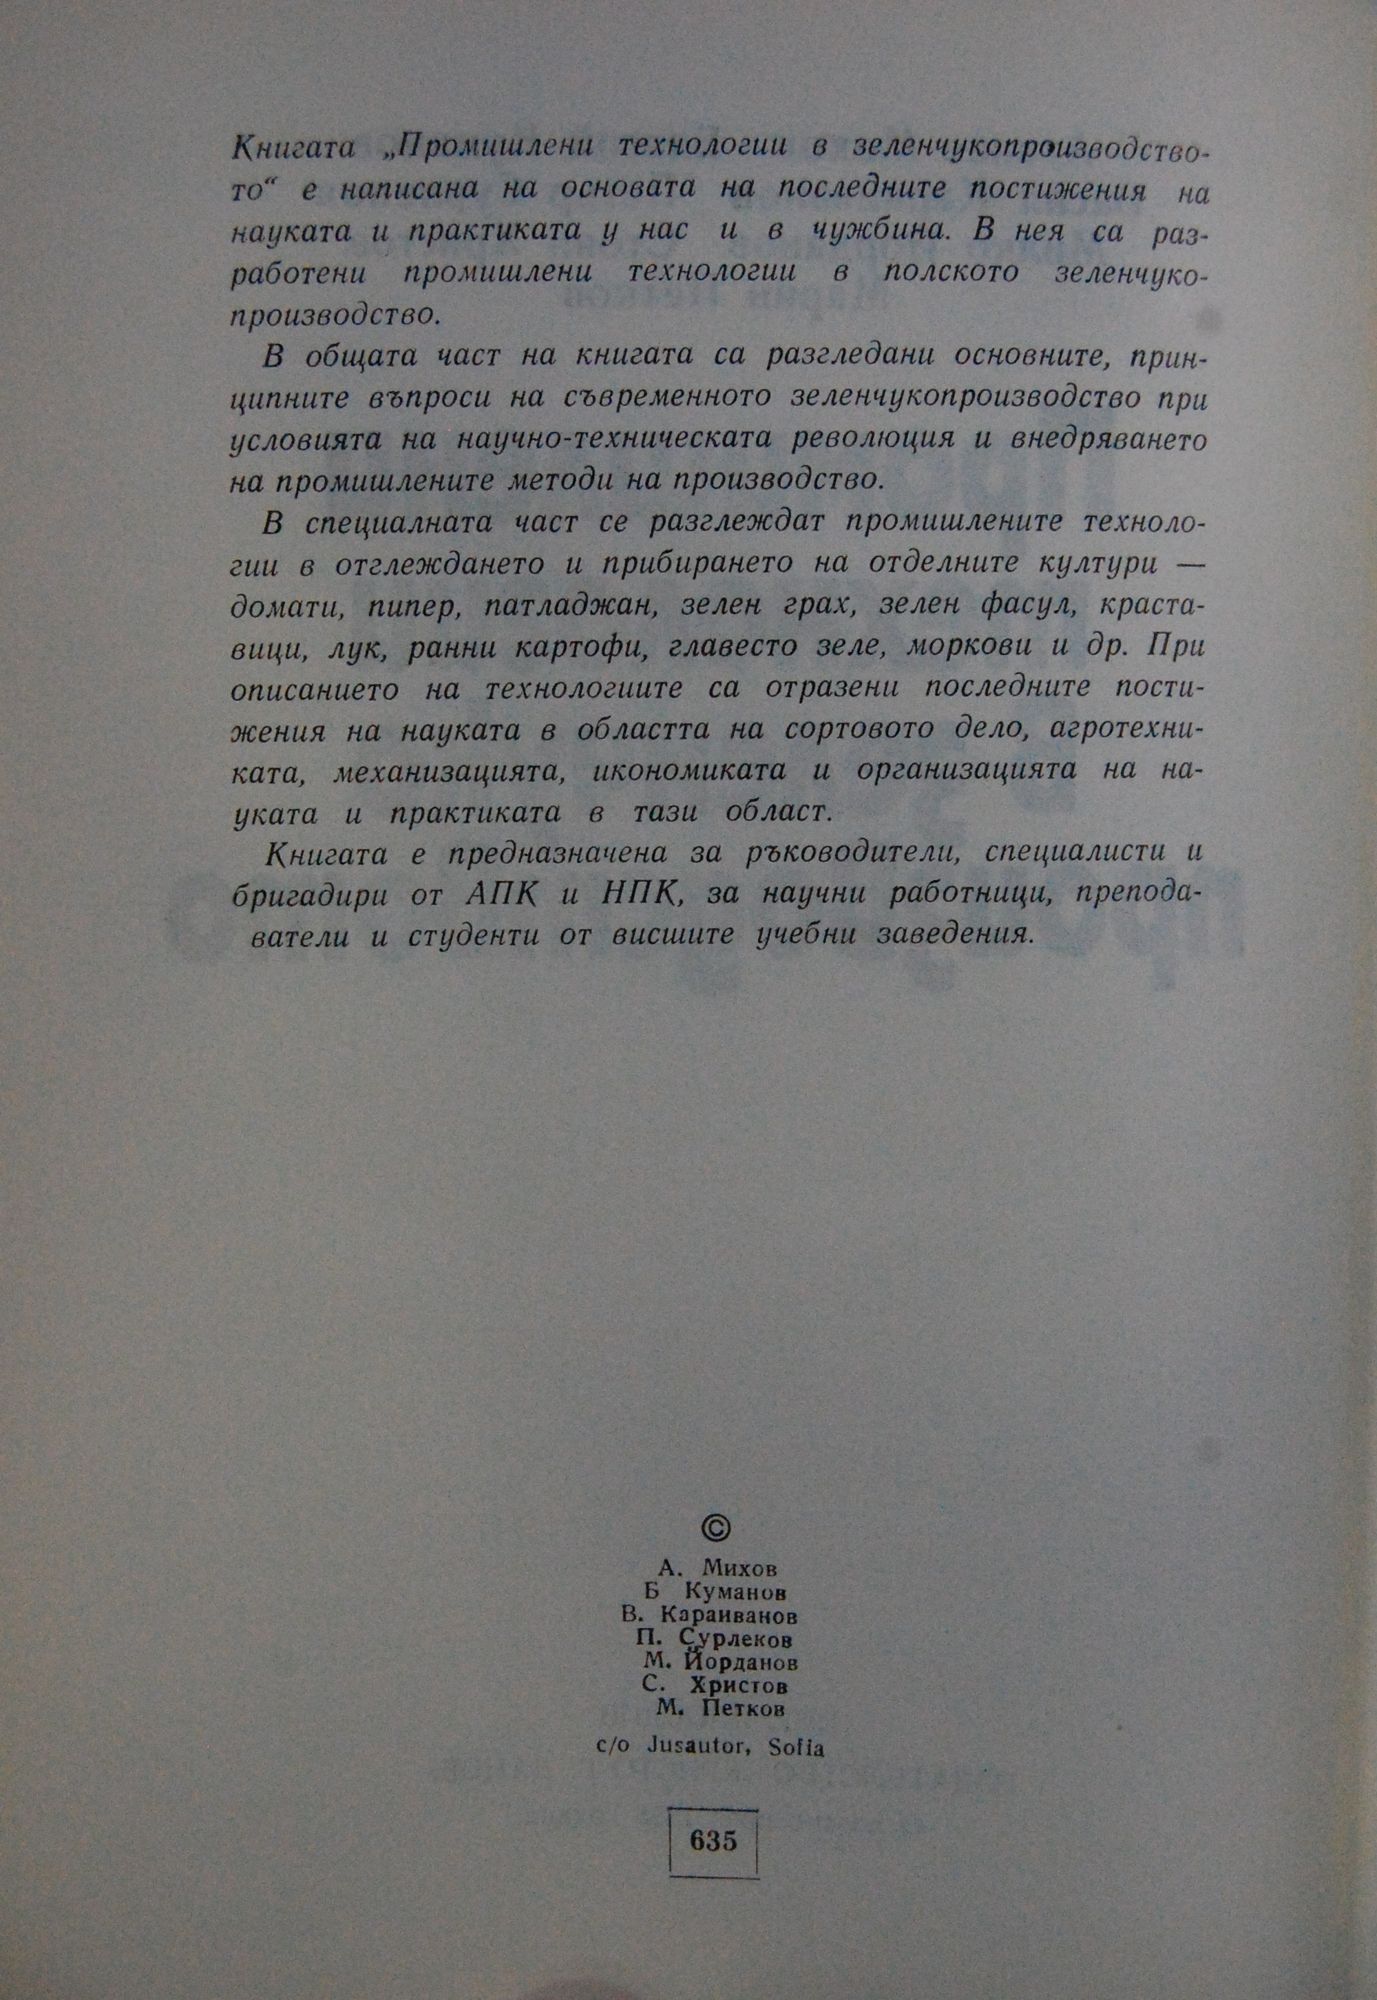 Книгата „Промишлени технологии в зеленчукопроизводство-
то“ е написана на основата на последните постижения на
науката и практиката у нас и в чужбина. В нея са раз-
работени промишлени технологии в полското зеленчуко-
производство.
В общата част на книгата са разгледани основните, прин-
ципните въпроси на съвременното зеленчукопроизводство при
условията на научно-техническата революция и внедряването
на промишлените методи на производство.
В специалната част се разглеждат промишлените техноло-
гии в отглеждането и прибирането на отделните култури —
домати, пипер, патладжан, зелен грах, зелен фасул, краста-
вици, лук, ранни картофи, главесто зеле, моркови и др. При
описанието на технологиите са отразени последните пости-
жения на науката в областта на сортовото дело, агротехни-
ката, механизацията, икономиката и организацията на на-
уката и практиката в тази област.
Книгата е предназначена за ръководители, специалисти и
бригадири от АПК и НПК, за научни работници, препода-
ватели и студенти от висшите учебни заведения.
©
А. Михов
Б Куманов
В. Караиванов
П. Сурлеков
М. Йорданов
С. Христов
М. Петков
c/o Jusautor, Sofia
635